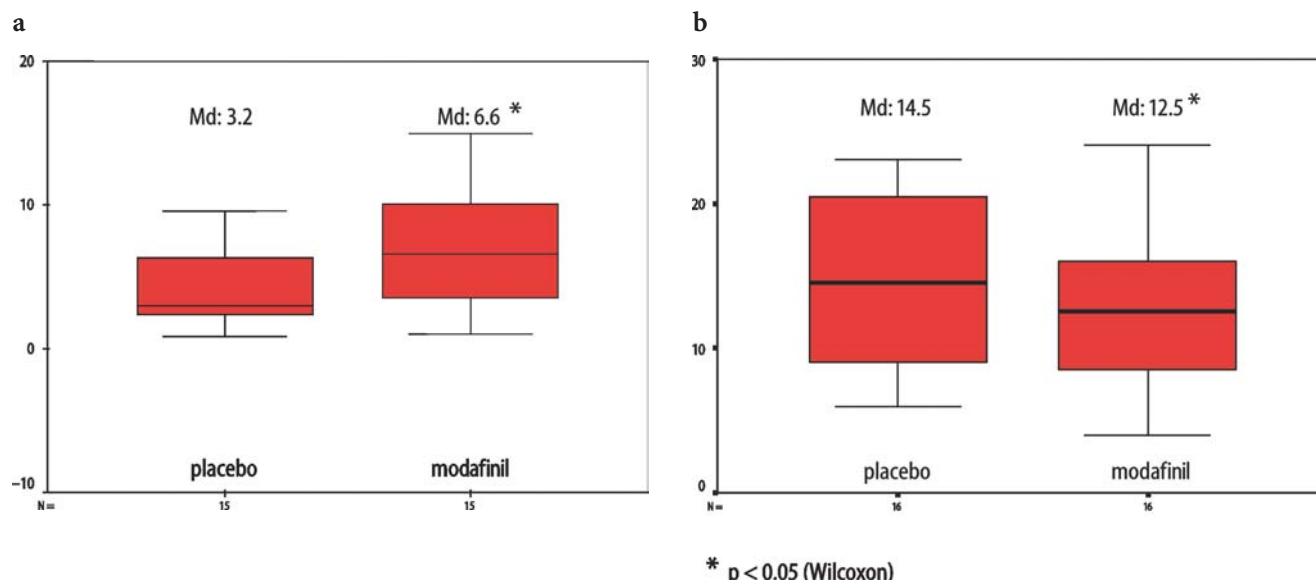 a
20
Md: 3.2
Md: 6.6 *
10
0
placebo
modafinil
–10
N =
15
15
b
30
Md: 14.5
Md: 12.5 *
20
10
placebo
modafinil
0
N =
16
16
* p < 0.05 (Wilcoxon)